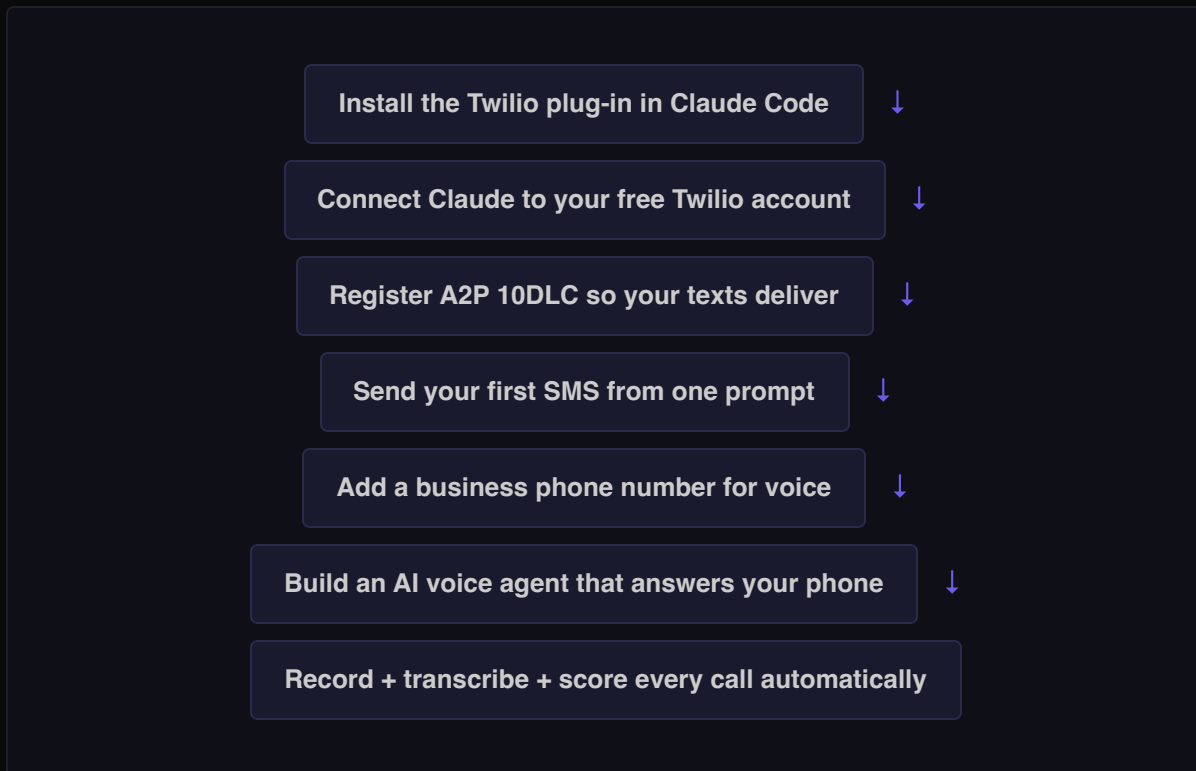 Install the Twilio plug-in in Claude Code ↓
Connect Claude to your free Twilio account ↓
Register A2P 10DLC so your texts deliver ↓
Send your first SMS from one prompt ↓
Add a business phone number for voice ↓
Build an AI voice agent that answers your phone ↓
Record + transcribe + score every call automatically